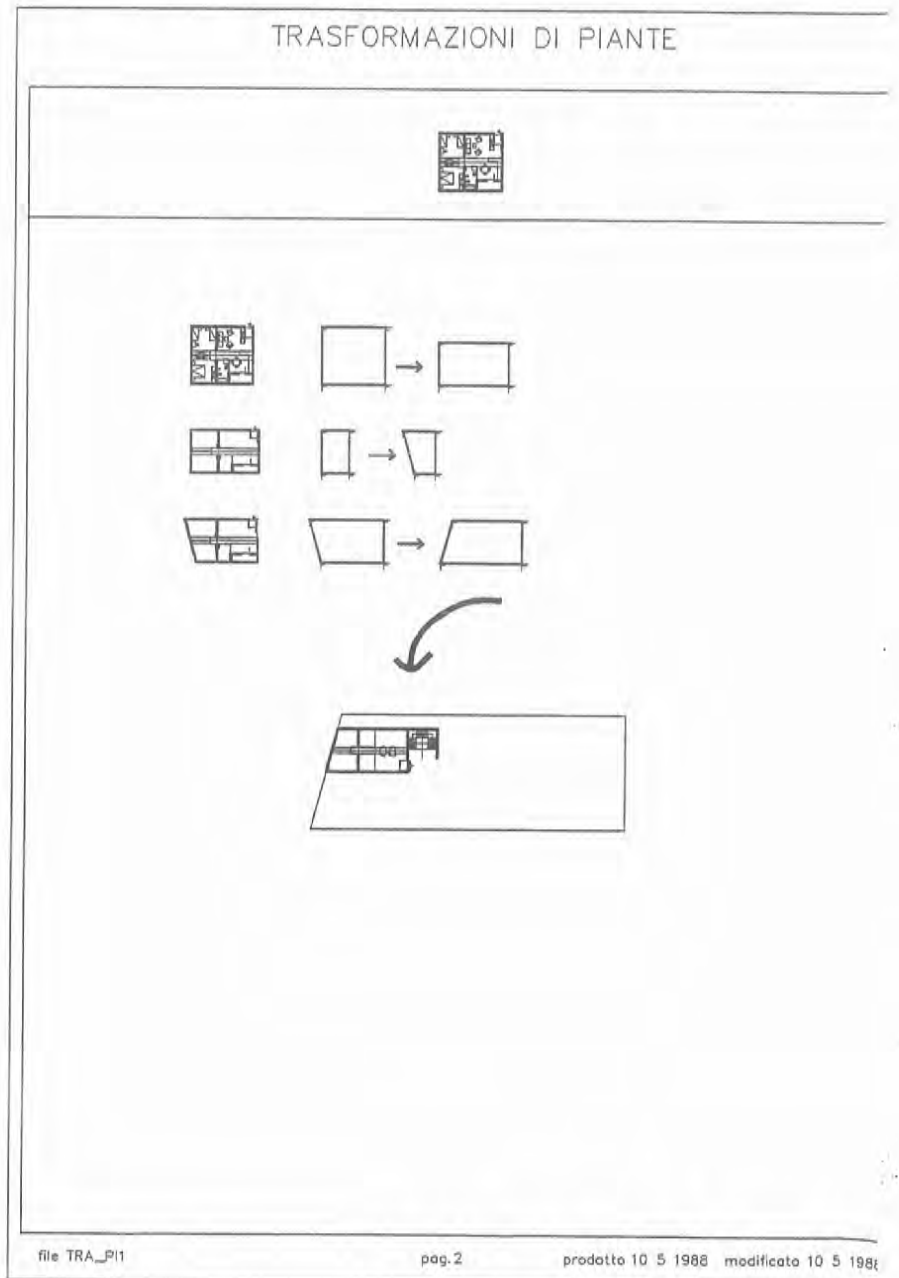 TRASFORMAZIONI DI PIANTE
file TRA_PI1
pag.2
prodotto 10 5 1988 modificato 10 5 198